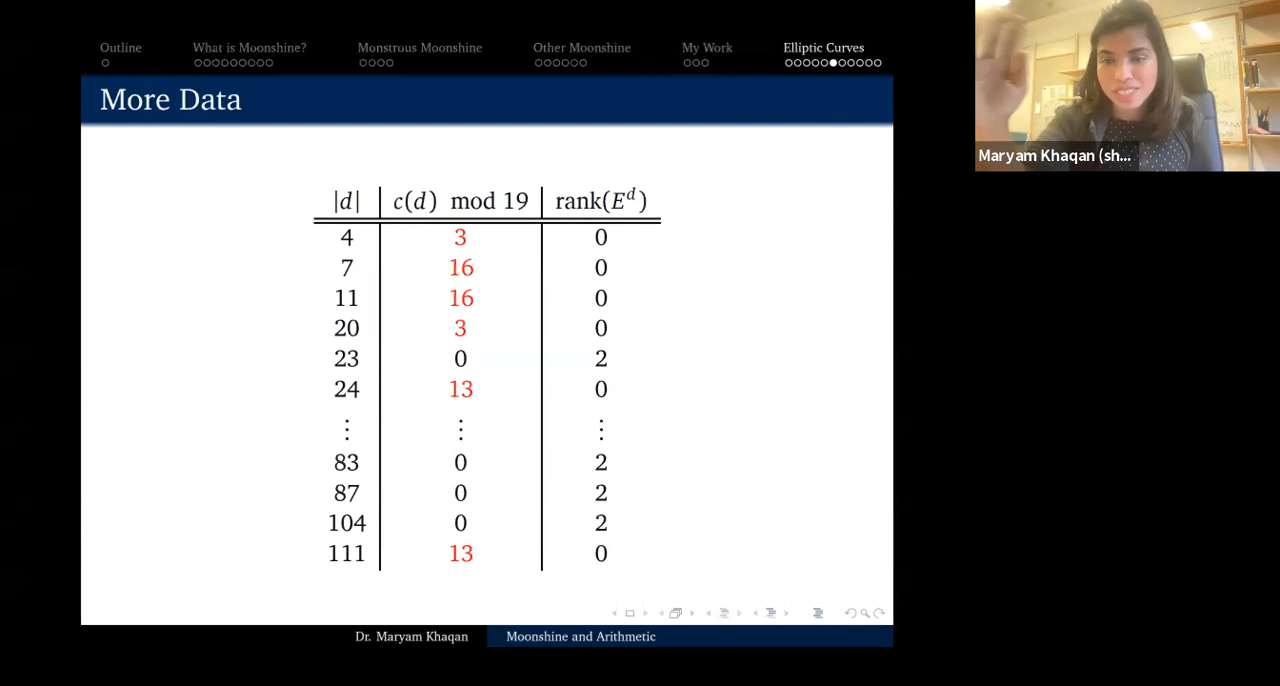 Outline What is Moonshine? Monstrous Moonshine Other Moonshine My Work Elliptic Curves
More Data
|d| c(d) mod 19 rank(E^d)
4 3 0
7 16 0
11 16 0
20 3 0
23 0 2
24 13 0
⋮ ⋮ ⋮
83 0 2
87 0 2
104 0 2
111 13 0
Dr. Maryam Khaqan Moonshine and Arithmetic
Maryam Khaqan (sh...